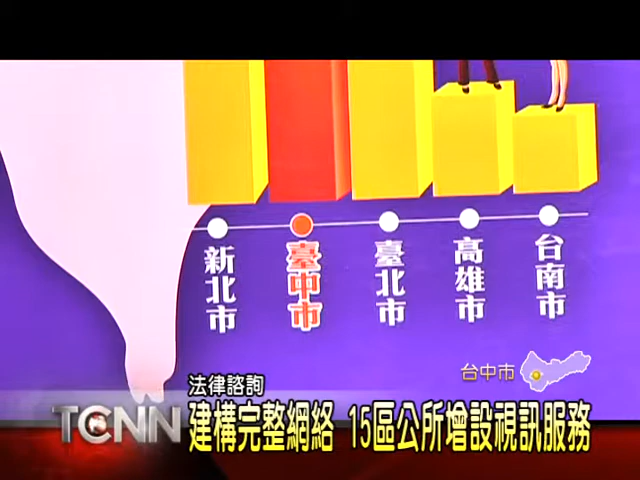 新北市
臺中市
臺北市
高雄市
台南市
台中市
法律諮詢
TCNN
建構完整網絡 15區公所增設視訊服務